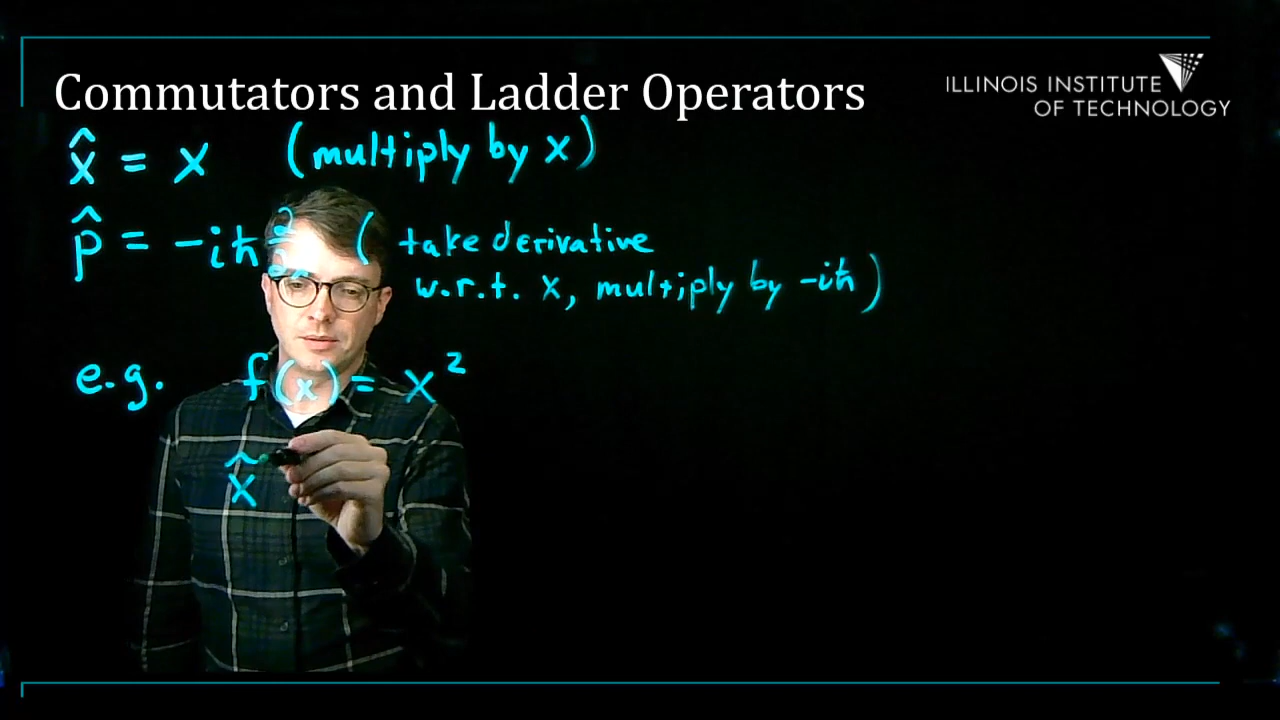 Commutators and Ladder Operators
ILLINOIS INSTITUTE
OF TECHNOLOGY
x̂ = x (multiply by x)
p̂ = -iħ ∂/∂x (take derivative
w.r.t. x, multiply by -iħ)
e.g. f(x) = x²
x̂